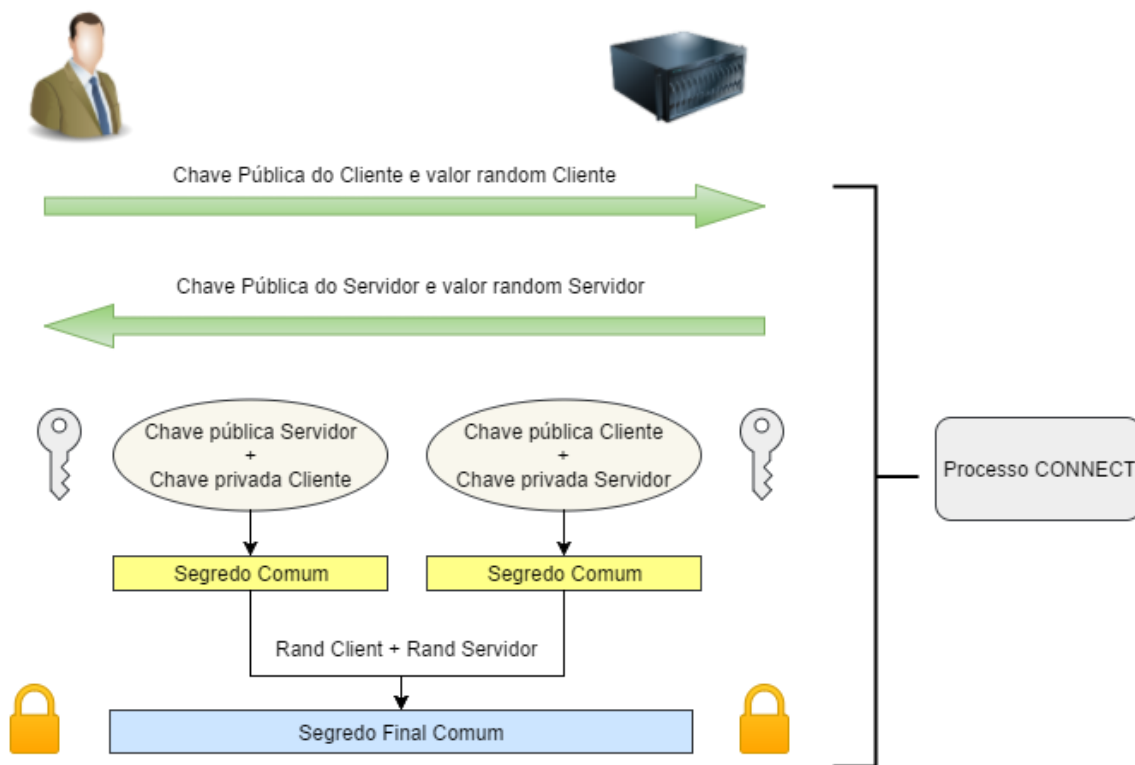 Chave Pública do Cliente e valor random Cliente
Chave Pública do Servidor e valor random Servidor
Chave pública Servidor
+
Chave privada Cliente
Chave pública Cliente
+
Chave privada Servidor
Processo CONNECT
Segredo Comum
Segredo Comum
Rand Client + Rand Servidor
Segredo Final Comum